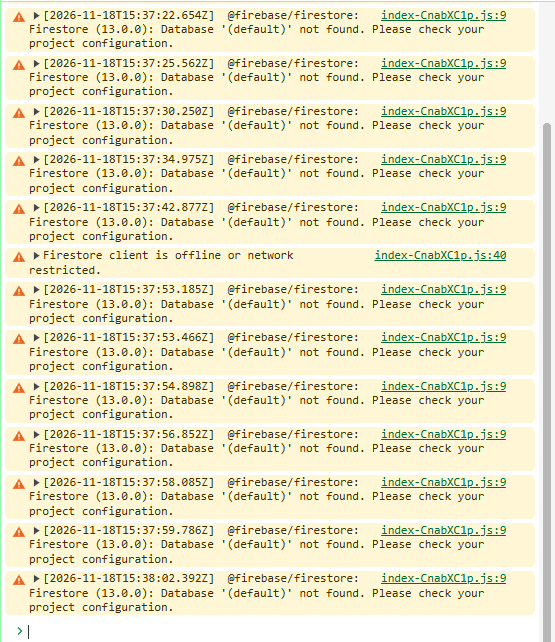 [2026-11-18T15:37:22.654Z]  @firebase/firestore: index-CnabXC1p.js:9
Firestore (13.0.0): Database '(default)' not found. Please check your
project configuration.
[2026-11-18T15:37:25.562Z]  @firebase/firestore: index-CnabXC1p.js:9
Firestore (13.0.0): Database '(default)' not found. Please check your
project configuration.
[2026-11-18T15:37:30.250Z]  @firebase/firestore: index-CnabXC1p.js:9
Firestore (13.0.0): Database '(default)' not found. Please check your
project configuration.
[2026-11-18T15:37:34.975Z]  @firebase/firestore: index-CnabXC1p.js:9
Firestore (13.0.0): Database '(default)' not found. Please check your
project configuration.
[2026-11-18T15:37:42.877Z]  @firebase/firestore: index-CnabXC1p.js:9
Firestore (13.0.0): Database '(default)' not found. Please check your
project configuration.
Firestore client is offline or network index-CnabXC1p.js:40
restricted.
[2026-11-18T15:37:53.185Z]  @firebase/firestore: index-CnabXC1p.js:9
Firestore (13.0.0): Database '(default)' not found. Please check your
project configuration.
[2026-11-18T15:37:53.466Z]  @firebase/firestore: index-CnabXC1p.js:9
Firestore (13.0.0): Database '(default)' not found. Please check your
project configuration.
[2026-11-18T15:37:54.898Z]  @firebase/firestore: index-CnabXC1p.js:9
Firestore (13.0.0): Database '(default)' not found. Please check your
project configuration.
[2026-11-18T15:37:56.852Z]  @firebase/firestore: index-CnabXC1p.js:9
Firestore (13.0.0): Database '(default)' not found. Please check your
project configuration.
[2026-11-18T15:37:58.085Z]  @firebase/firestore: index-CnabXC1p.js:9
Firestore (13.0.0): Database '(default)' not found. Please check your
project configuration.
[2026-11-18T15:37:59.786Z]  @firebase/firestore: index-CnabXC1p.js:9
Firestore (13.0.0): Database '(default)' not found. Please check your
project configuration.
[2026-11-18T15:38:02.392Z]  @firebase/firestore: index-CnabXC1p.js:9
Firestore (13.0.0): Database '(default)' not found. Please check your
project configuration.